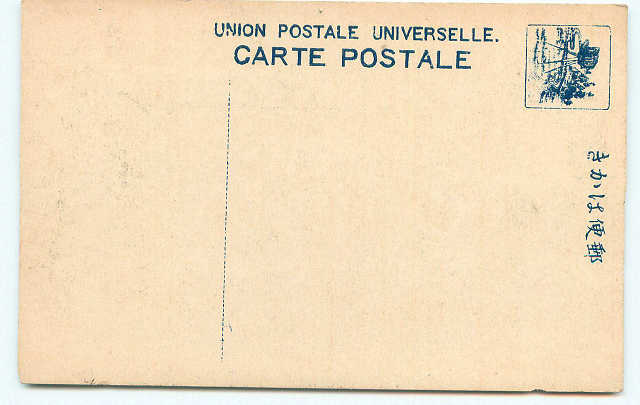 UNION POSTALE UNIVERSELLE.
CARTE POSTALE
きかは便郵